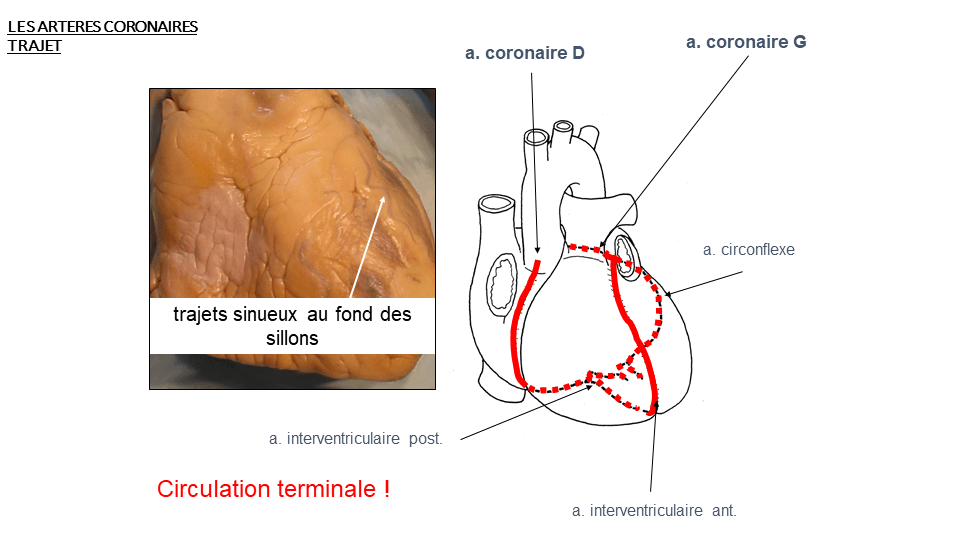 LES ARTERES CORONAIRES
TRAJET
a. coronaire D
a. coronaire G
a. circonflexe
trajets sinueux au fond des
sillons
a. interventriculaire post.
Circulation terminale !
a. interventriculaire ant.